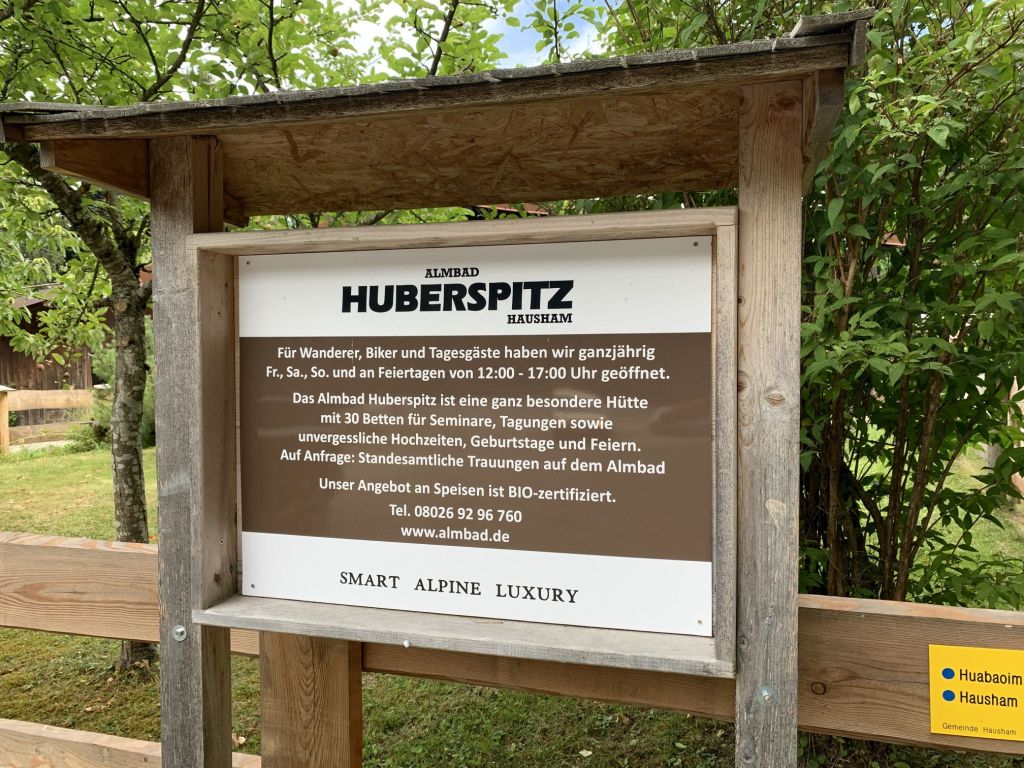 ALMBAD
HUBERSPITZ
HAUSHAM
Für Wanderer, Biker und Tagesgäste haben wir ganzjährig
Fr., Sa., So. und an Feiertagen von 12:00 - 17:00 Uhr geöffnet.
Das Almbad Huberspitz ist eine ganz besondere Hütte
mit 30 Betten für Seminare, Tagungen sowie
unvergessliche Hochzeiten, Geburtstage und Feiern.
Auf Anfrage: Standesamtliche Trauungen auf dem Almbad
Unser Angebot an Speisen ist BIO-zertifiziert.
Tel. 08026 92 96 760
www.almbad.de
SMART ALPINE LUXURY
Huabaoim
Hausham
Gemeinde Hausham